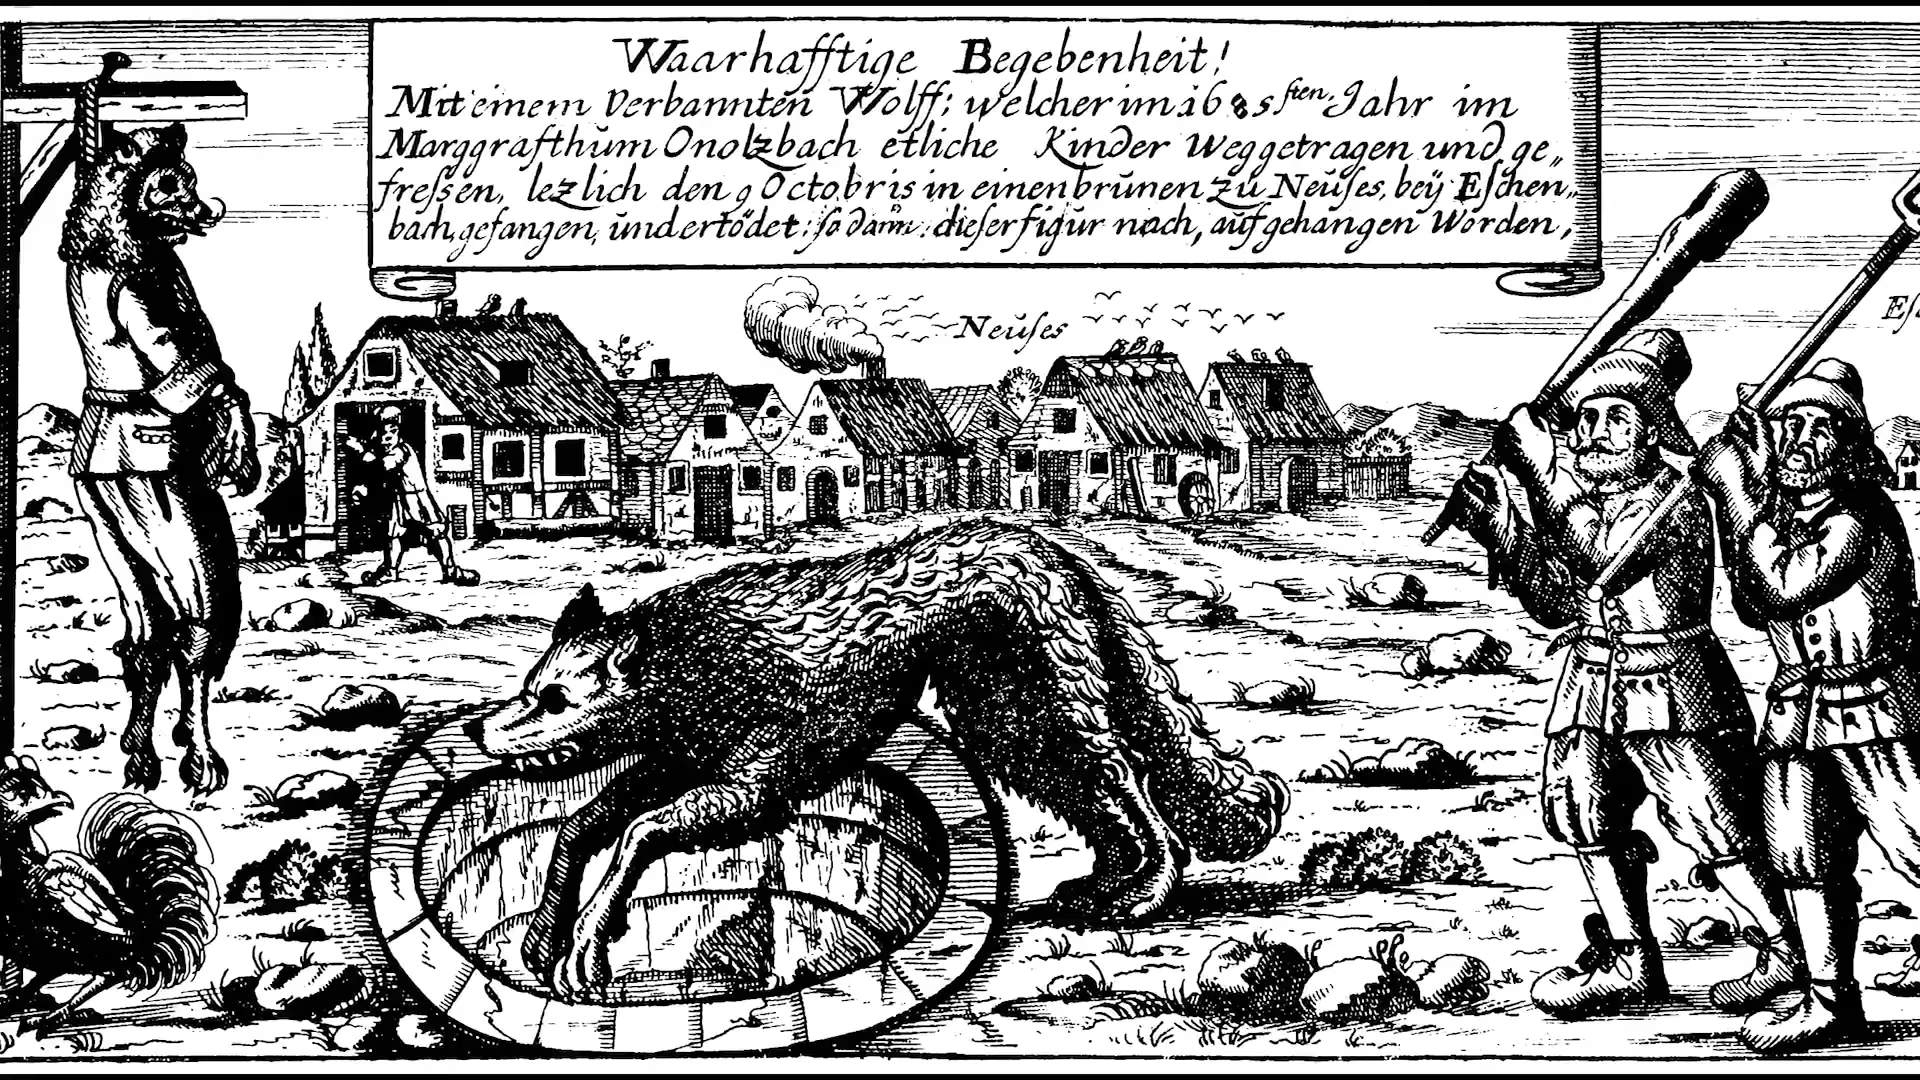 Waarhafftige Begebenheit!
Mit einem Verbannten Wolff; welcher im 1685sten Jahr im
Marggrafthum Onolzbach etliche Kinder Weggetragen und ge„
fressen, lezlich den 9 Octobris in einen brunen zu Neuses, beÿ Eschen„
bach, gefangen, und ertödet: so dann: dieser figur nach, aufgehangen Worden,
Neuses